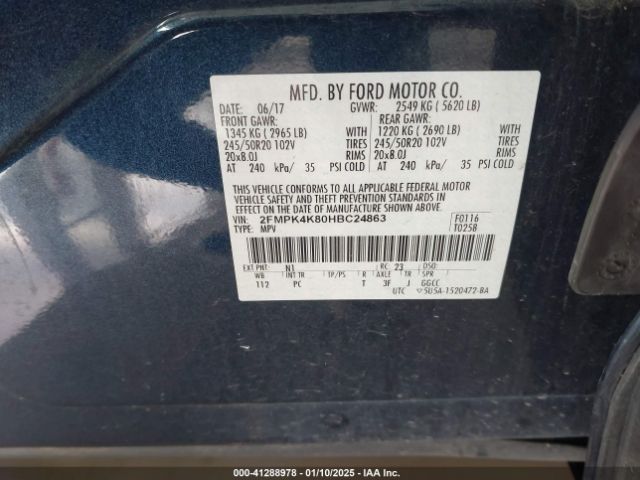 MFD. BY FORD MOTOR CO.
DATE: 06/17 GVWR: 2549 KG ( 5620 LB)
FRONT GAWR: REAR GAWR:
1345 KG ( 2965 LB) WITH 1220 KG ( 2690 LB) WITH
245/50R20 102V TIRES 245/50R20 102V TIRES
20x8.0J RIMS 20x8.0J RIMS
AT 240 kPa/ 35 PSI COLD AT 240 kPa/ 35 PSI COLD
THIS VEHICLE CONFORMS TO ALL APPLICABLE FEDERAL MOTOR
VEHICLE SAFETY AND THEFT PREVENTION STANDARDS IN
EFFECT ON THE DATE OF MANUFACTURE SHOWN ABOVE.
VIN: 2FMPK4K80HBC24863 F0116
TYPE: MPV T0258
EXT PNT: N1 RC: 23 DSO:
WB INT TR TP/PS R AXLE TR SPR
112 PC T 3F J GGCC
UTC ▽5U5A-1520472-BA
000-41288978 - 01/10/2025 - IAA Inc.